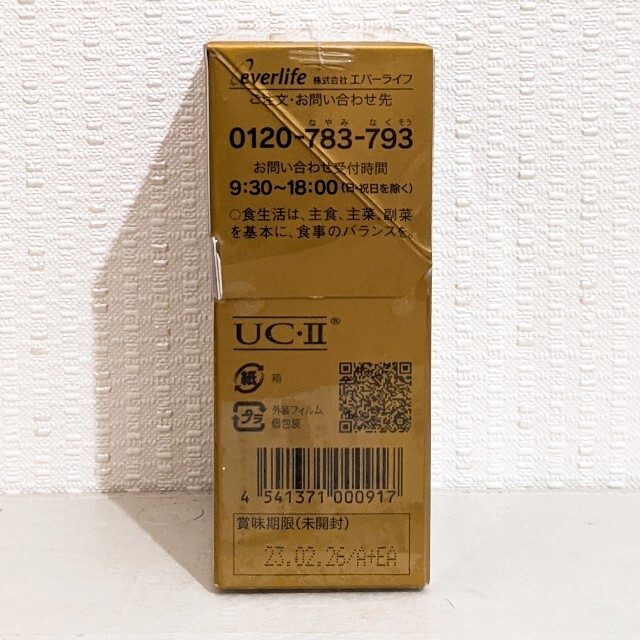 everlife 株式会社 エバーライフ
ご注文・お問い合わせ先
なやみ なくそう
0120-783-793
お問い合わせ受付時間
9:30～18:00(日・祝日を除く)
○食生活は、主食、主菜、副菜
を基本に、食事のバランスを。
UC・II®
紙 箱
プラ 外装フィルム
個包装
4 541371 000917
賞味期限(未開封)
23.02.26/A+EA